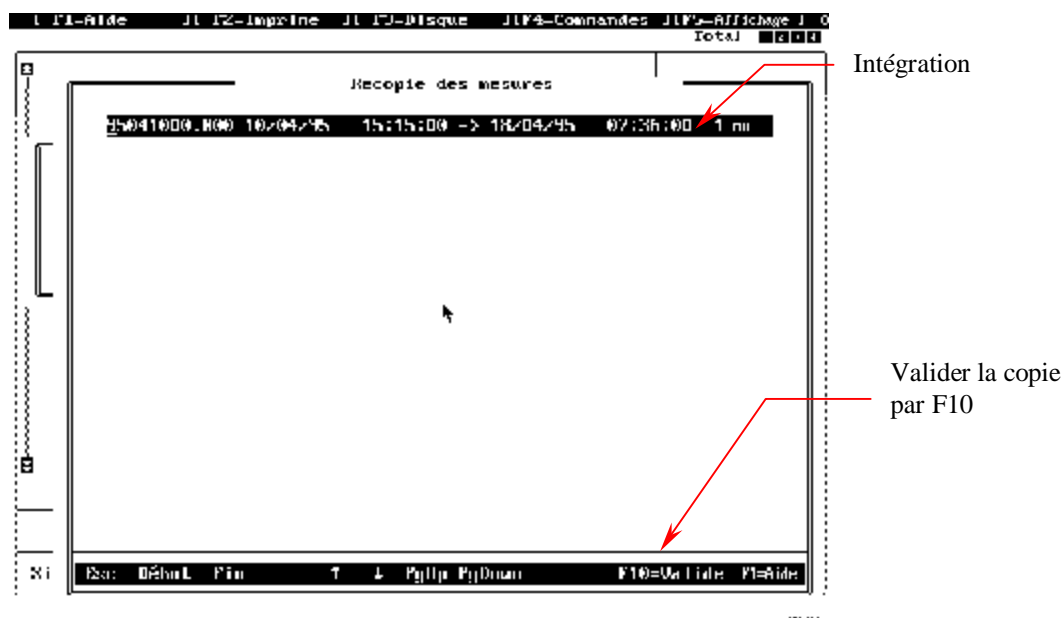 [ F1-Aide ][ F2-Imprime ][ F3-Disque ][F4-Commandes ][F5-Affichage ]
Total
Intégration
Recopie des mesures
95041000.N00 10/04/95 15:15:00 -> 18/04/95 07:36:00 1 mn
Valider la copie
par F10
Esc Début Fin ↑ ↓ PgUp PgDown F10=Valide F1=Aide